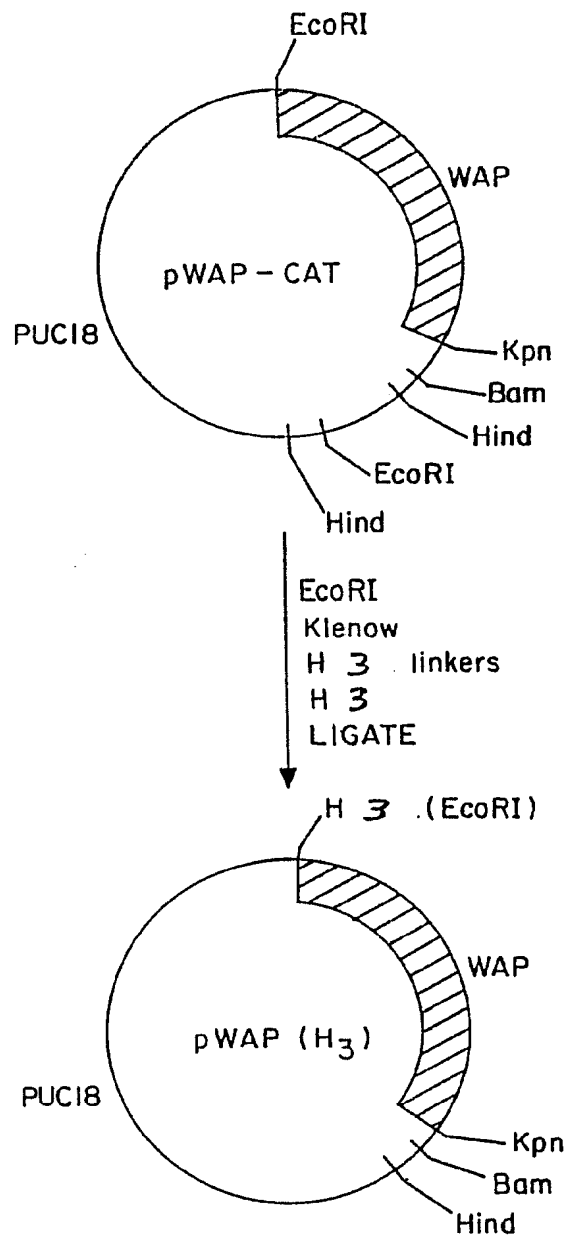 EcoRI
WAP
pWAP-CAT
PUC18
Kpn
Bam
Hind
EcoRI
Hind
EcoRI
Klenow
H 3 . linkers
H 3
LIGATE
H 3 .(EcoRI)
WAP
pWAP (H3)
PUC18
Kpn
Bam
Hind